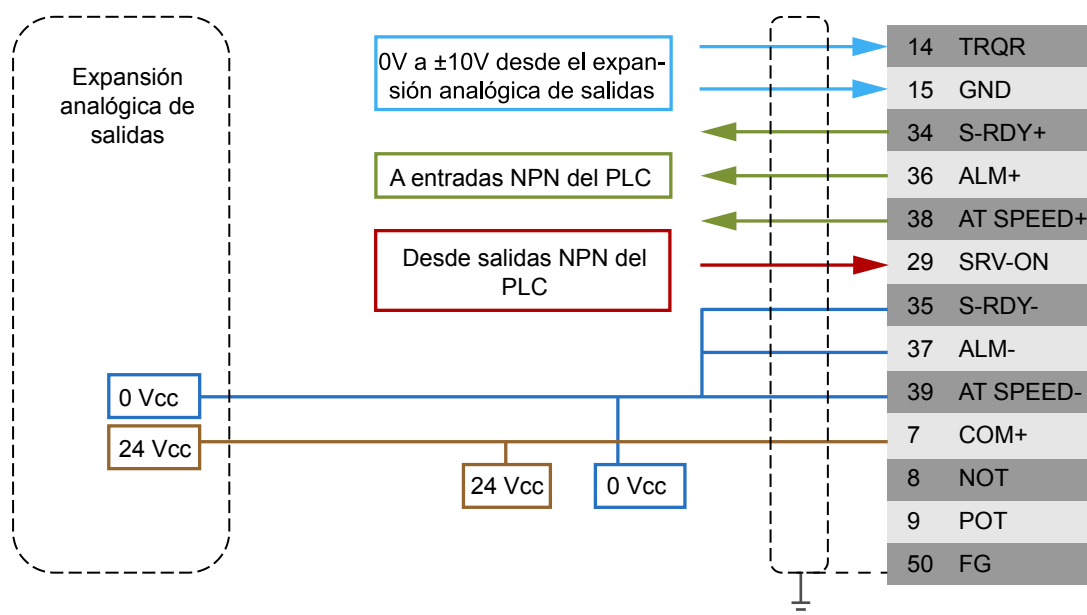 Expansión
analógica de
salidas
0V a ±10V desde el expan-
sión analógica de salidas
A entradas NPN del PLC
Desde salidas NPN del
PLC
0 Vcc
24 Vcc
24 Vcc
0 Vcc
14 TRQR
15 GND
34 S-RDY+
36 ALM+
38 AT SPEED+
29 SRV-ON
35 S-RDY-
37 ALM-
39 AT SPEED-
7 COM+
8 NOT
9 POT
50 FG